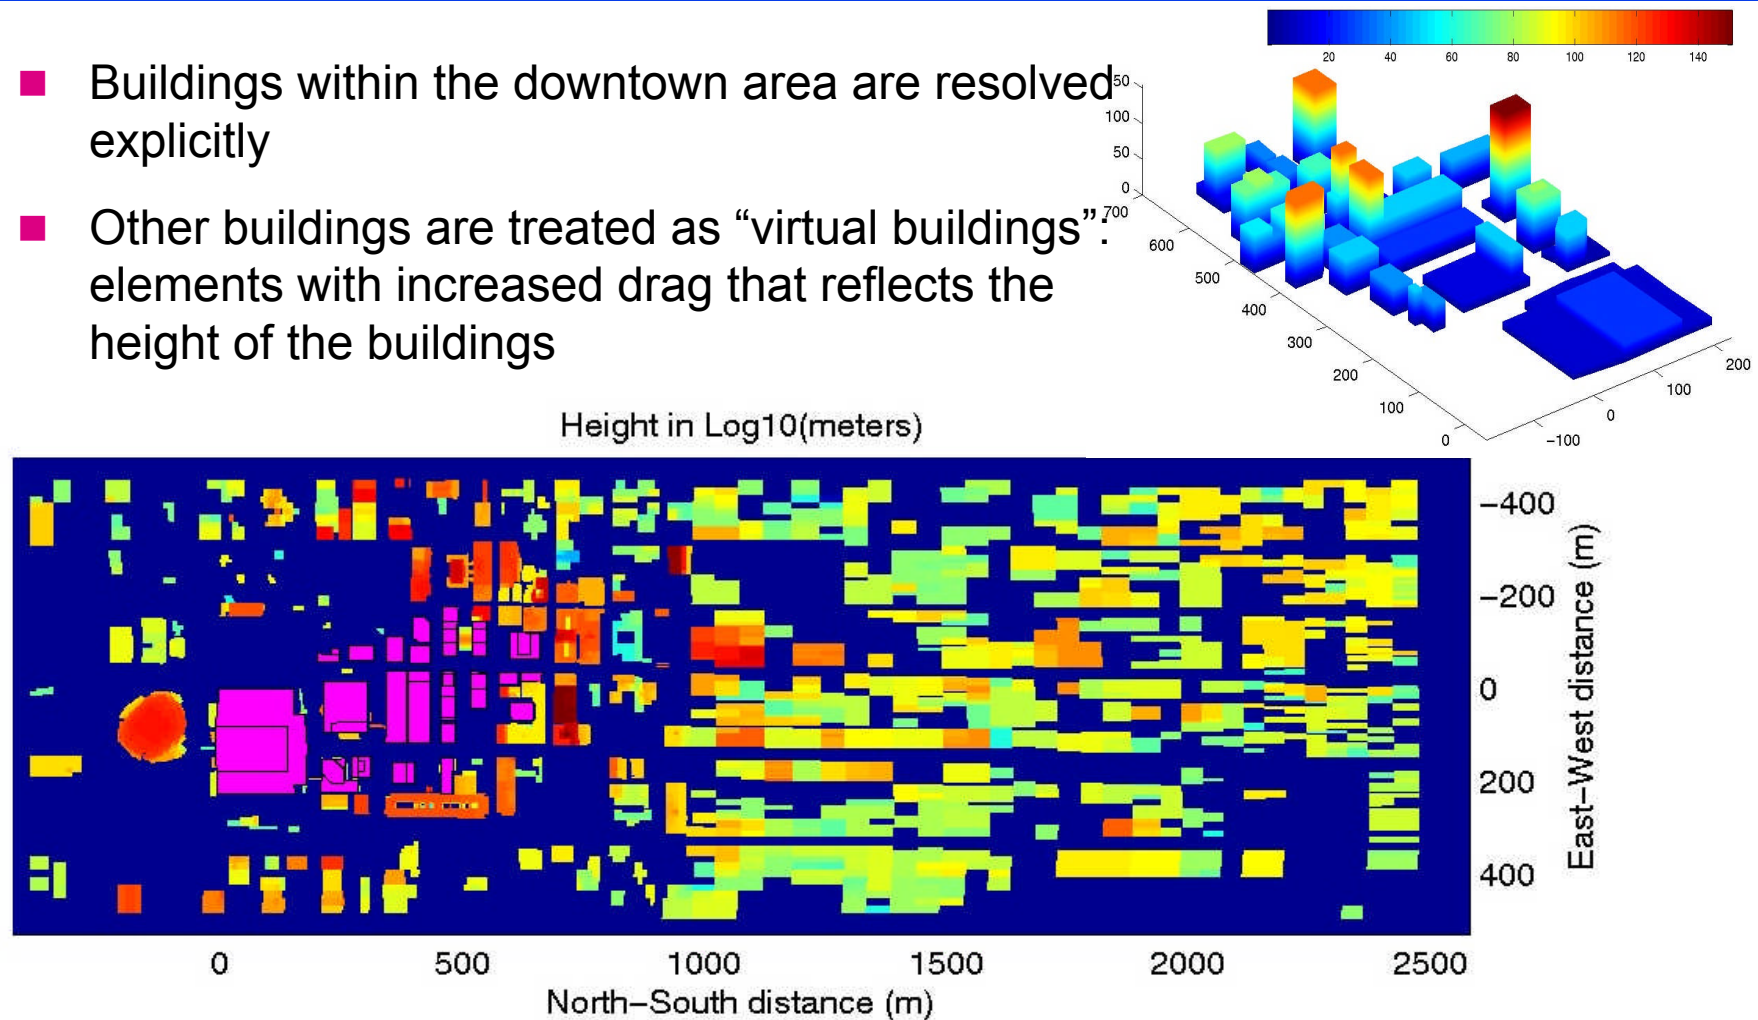 Buildings within the downtown area are resolved
explicitly
Other buildings are treated as “virtual buildings”:
elements with increased drag that reflects the
height of the buildings
20 40 60 80 100 120 140
50
100
50
0
700
600
500
400
300
200
100
0
−100
0
100
200
Height in Log10(meters)
−400
−200
0
200
400
East−West distance (m)
0 500 1000 1500 2000 2500
North−South distance (m)